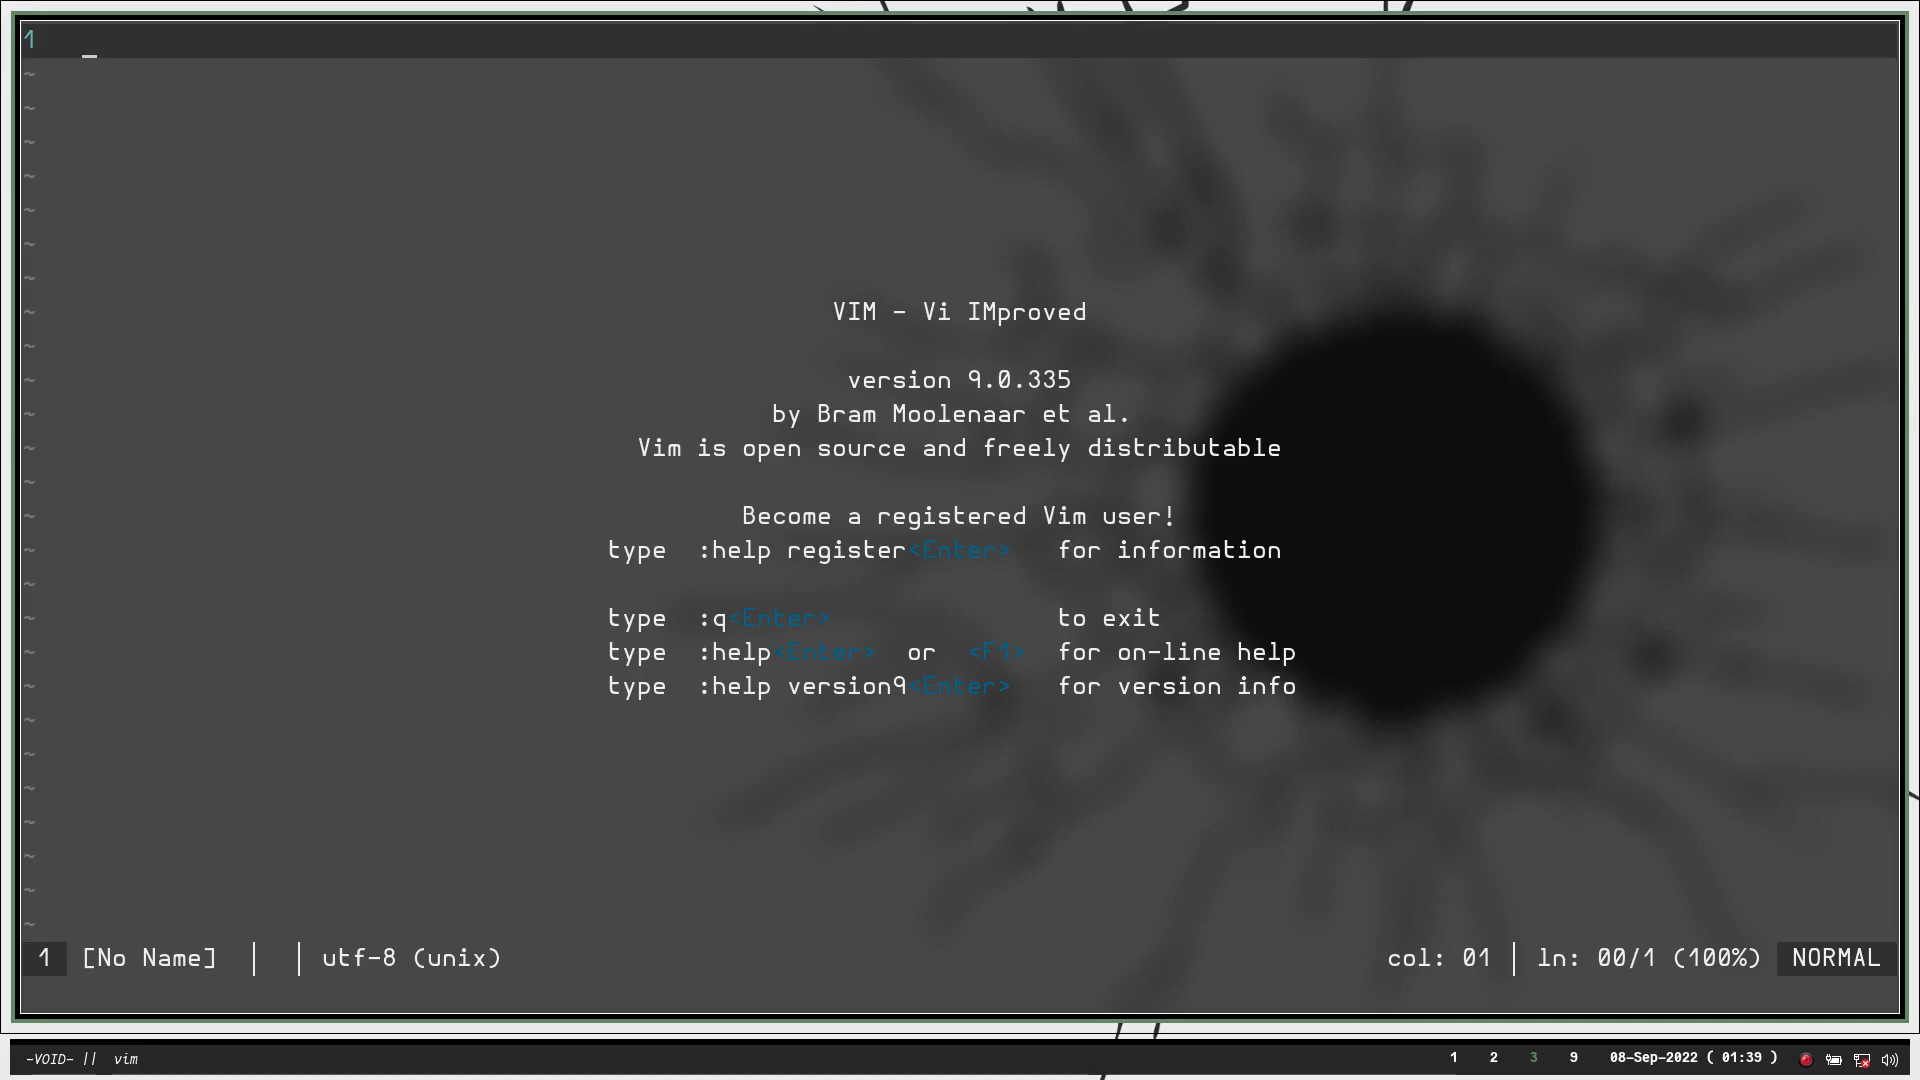 1
~
~
~
~
~
~
~
~
VIM - Vi IMproved
~
~
version 9.0.335
~
by Bram Moolenaar et al.
~
Vim is open source and freely distributable
~
~
Become a registered Vim user!
~
type :help register<Enter> for information
~
~
type :q<Enter> to exit
~
type :help<Enter> or <F1> for on-line help
~
type :help version9<Enter> for version info
~
~
~
~
~
~
~
1 [No Name] │ │ utf-8 (unix) col: 01 │ ln: 00/1 (100%) NORMAL
-VOID- || vim 1 2 3 9 08-Sep-2022 ( 01:39 )